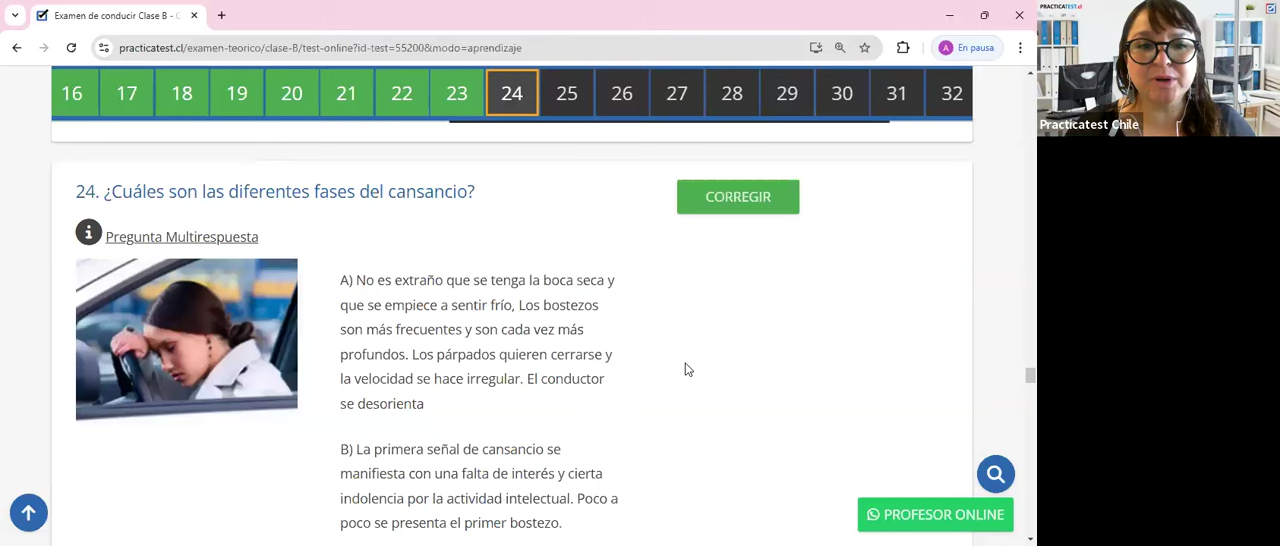 Examen de conducir Clase B - C
practicatest.cl/examen-teorico/clase-B/test-online?id-test=55200&modo=aprendizaje
A En pausa
PRACTICATEST.cl
Practicatest Chile
16 17 18 19 20 21 22 23 24 25 26 27 28 29 30 31 32
24. ¿Cuáles son las diferentes fases del cansancio?
CORREGIR
Pregunta Multirespuesta
A) No es extraño que se tenga la boca seca y
que se empiece a sentir frío, Los bostezos
son más frecuentes y son cada vez más
profundos. Los párpados quieren cerrarse y
la velocidad se hace irregular. El conductor
se desorienta
B) La primera señal de cansancio se
manifiesta con una falta de interés y cierta
indolencia por la actividad intelectual. Poco a
poco se presenta el primer bostezo.
PROFESOR ONLINE